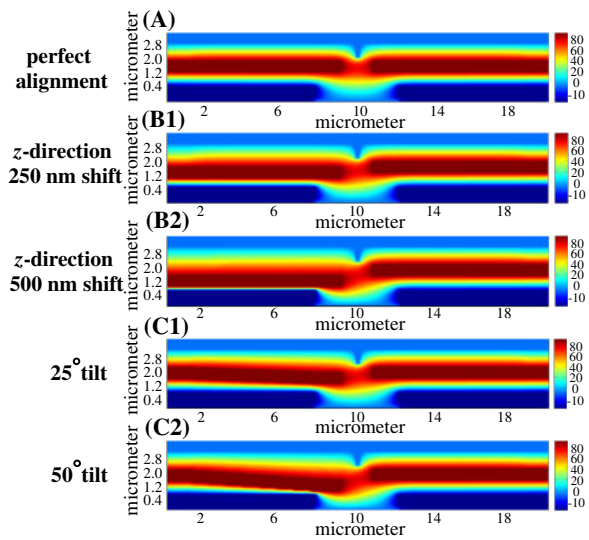 (A)
perfect
alignment
micrometer
2.8
2.0
1.2
0.4
2 6 10 14 18
micrometer
80
60
40
20
0
-10
(B1)
z-direction
250 nm shift
micrometer
2.8
2.0
1.2
0.4
2 6 10 14 18
micrometer
80
60
40
20
0
-10
(B2)
z-direction
500 nm shift
micrometer
2.8
2.0
1.2
0.4
2 6 10 14 18
micrometer
80
60
40
20
0
-10
(C1)
25°tilt
micrometer
2.8
2.0
1.2
0.4
2 6 10 14 18
micrometer
80
60
40
20
0
-10
(C2)
50°tilt
micrometer
2.8
2.0
1.2
0.4
2 6 10 14 18
micrometer
80
60
40
20
0
-10